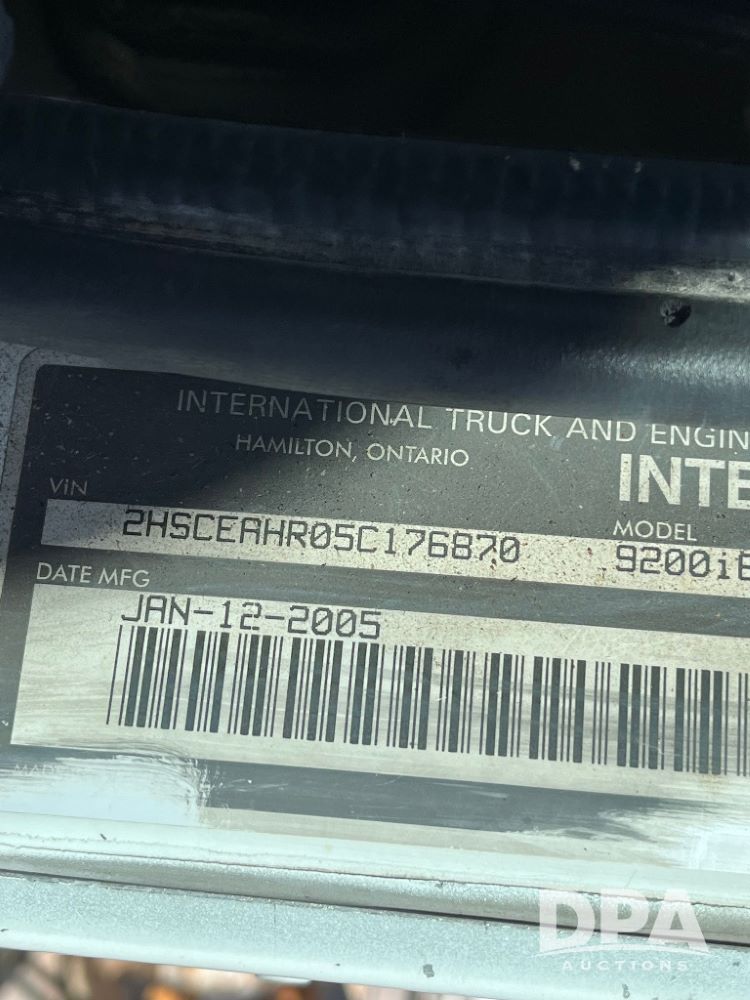 INTERNATIONAL TRUCK AND ENGIN
HAMILTON, ONTARIO
INTE
VIN
2HSCEAHR05C176870
MODEL
9200i
DATE MFG
JAN-12-2005
DPA
AUCTIONS